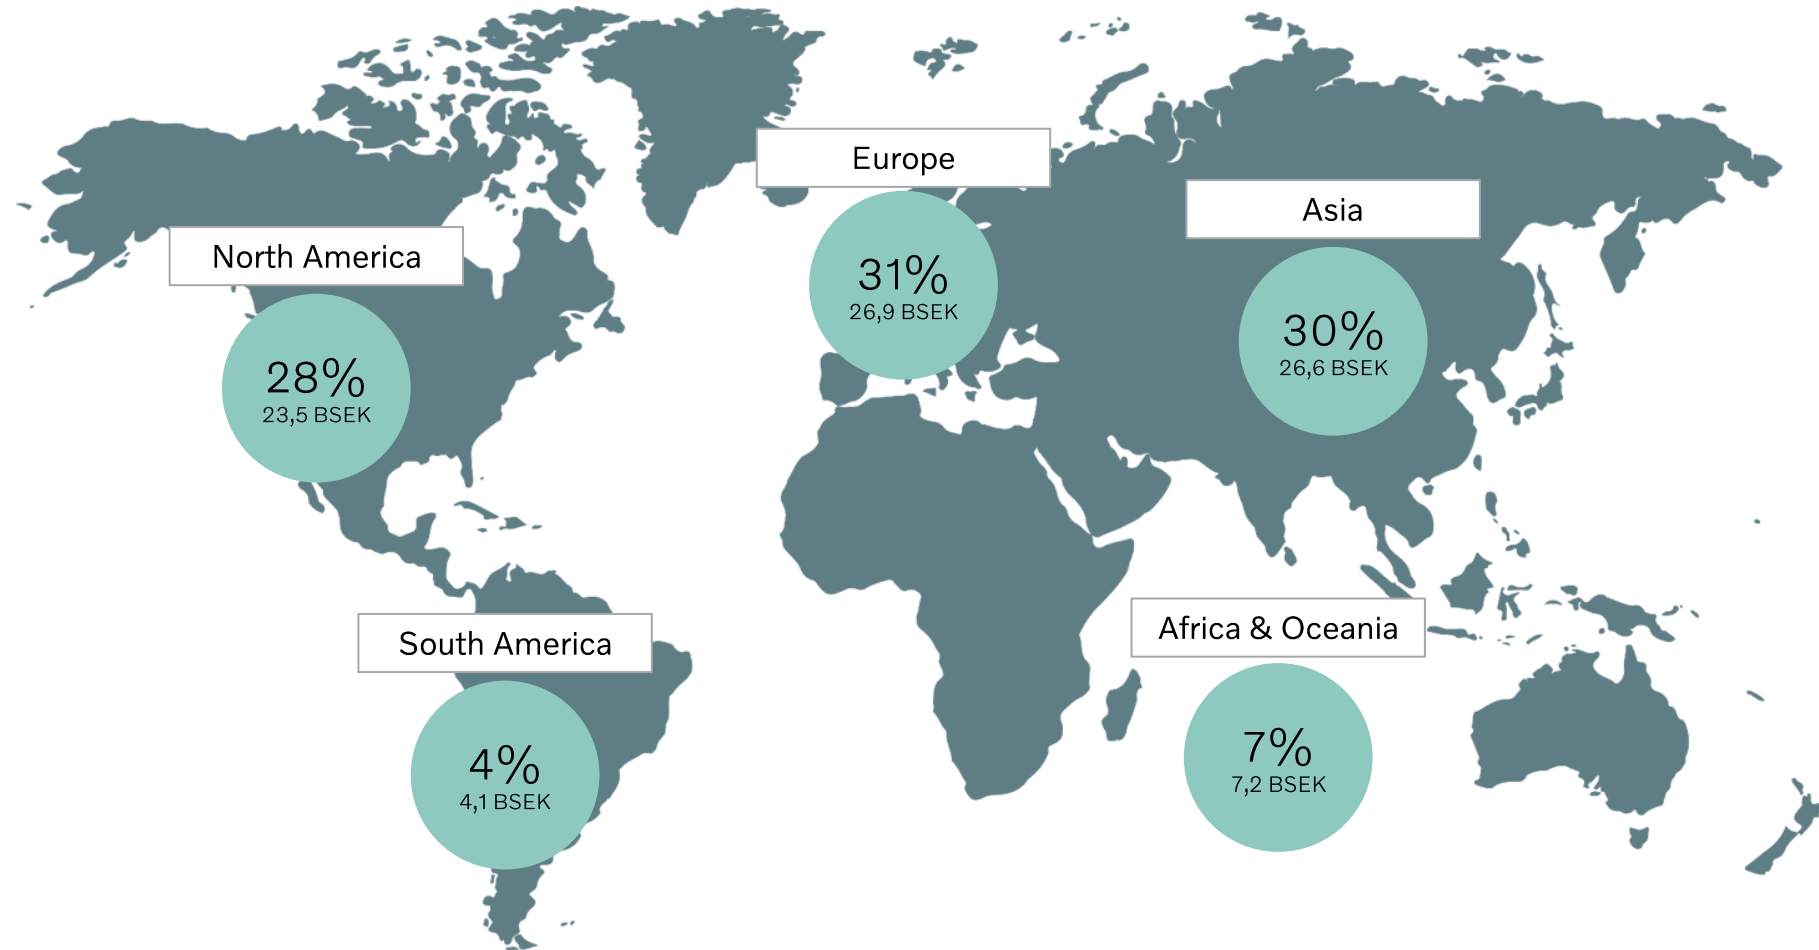 Europe
31%
26,9 BSEK
Asia
30%
26,6 BSEK
North America
28%
23,5 BSEK
South America
4%
4,1 BSEK
Africa & Oceania
7%
7,2 BSEK